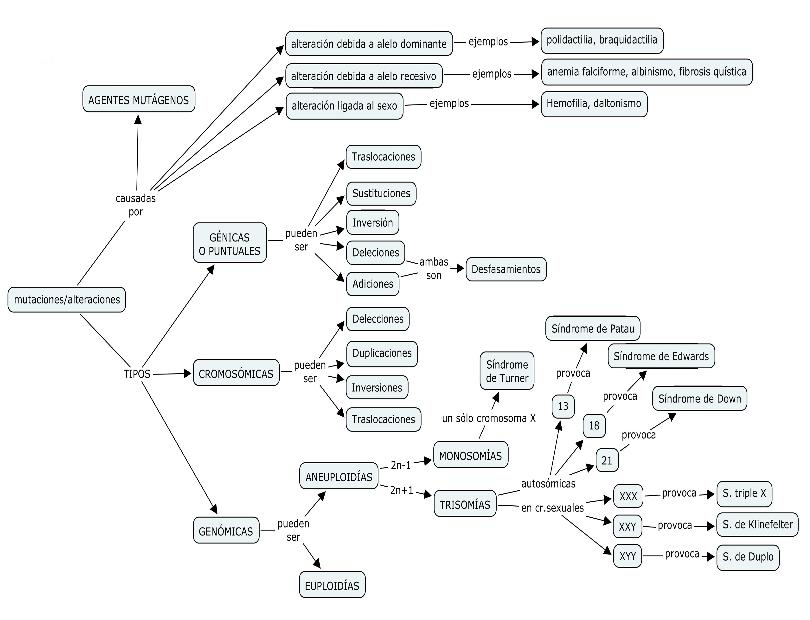 alteración debida a alelo dominante
ejemplos
polidactilia, braquidactilia
alteración debida a alelo recesivo
ejemplos
anemia falciforme, albinismo, fibrosis quística
AGENTES MUTÁGENOS
alteración ligada al sexo
ejemplos
Hemofilia, daltonismo
causadas
por
Traslocaciones
Sustituciones
GÉNICAS
O PUNTUALES
pueden
ser
Inversión
Deleciones
Adiciones
ambas
son
Desfasamientos
mutaciones/alteraciones
TIPOS
CROMOSÓMICAS
pueden
ser
Delecciones
Duplicaciones
Inversiones
Traslocaciones
Síndrome
de Turner
un sólo cromosoma X
Síndrome de Patau
provoca
13
Síndrome de Edwards
provoca
18
Síndrome de Down
provoca
21
GENÓMICAS
pueden
ser
ANEUPLOIDÍAS
2n-1
MONOSOMÍAS
2n+1
TRISOMÍAS
autosómicas
en cr.sexuales
XXX
provoca
S. triple X
XXY
provoca
S. de Klinefelter
XYY
provoca
S. de Duplo
EUPLOIDÍAS